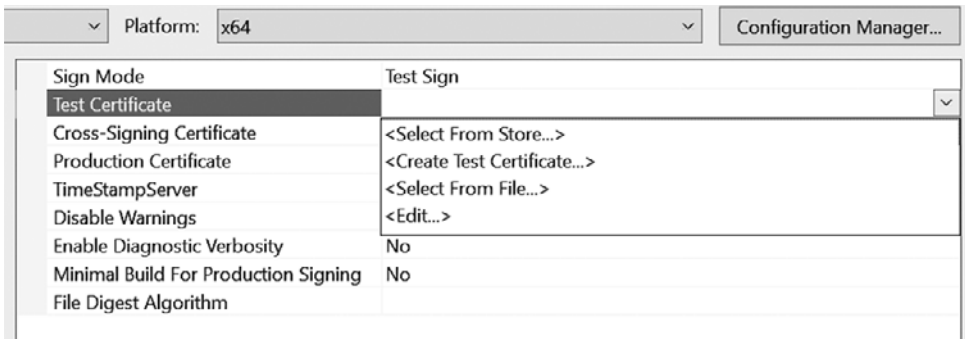 Platform: x64 Configuration Manager...
Sign Mode Test Sign
Test Certificate
Cross-Signing Certificate <Select From Store...>
Production Certificate <Create Test Certificate...>
TimeStampServer <Select From File...>
Disable Warnings <Edit...>
Enable Diagnostic Verbosity No
Minimal Build For Production Signing No
File Digest Algorithm